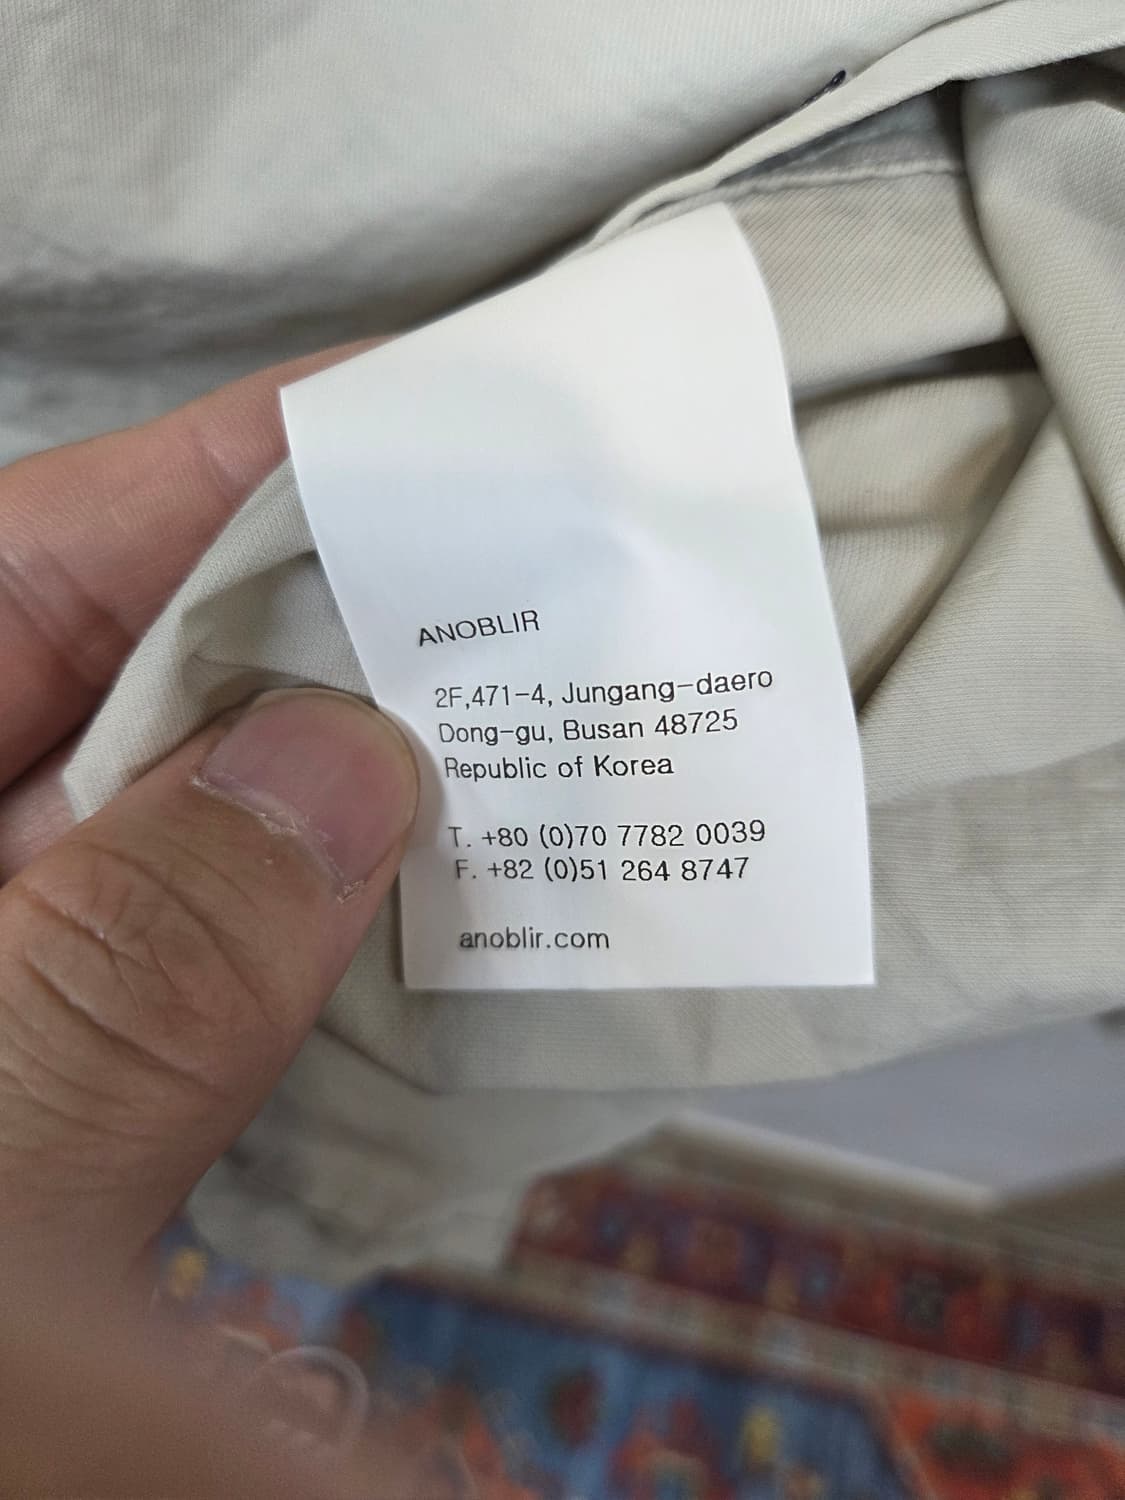 ANOBLIR
2F,471-4, Jungang-daero
Dong-gu, Busan 48725
Republic of Korea
T. +80 (0)70 7782 0039
F. +82 (0)51 264 8747
anoblir.com